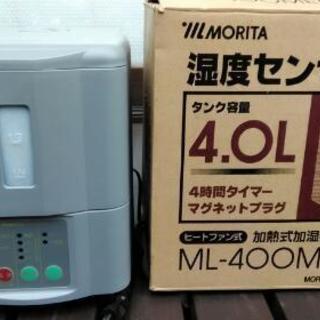 MORITA
湿度セン
タンク容量
4.0L
4時間タイマー
マグネットプラグ
ヒートファン式 加熱式加湿
ML-400M
MOR